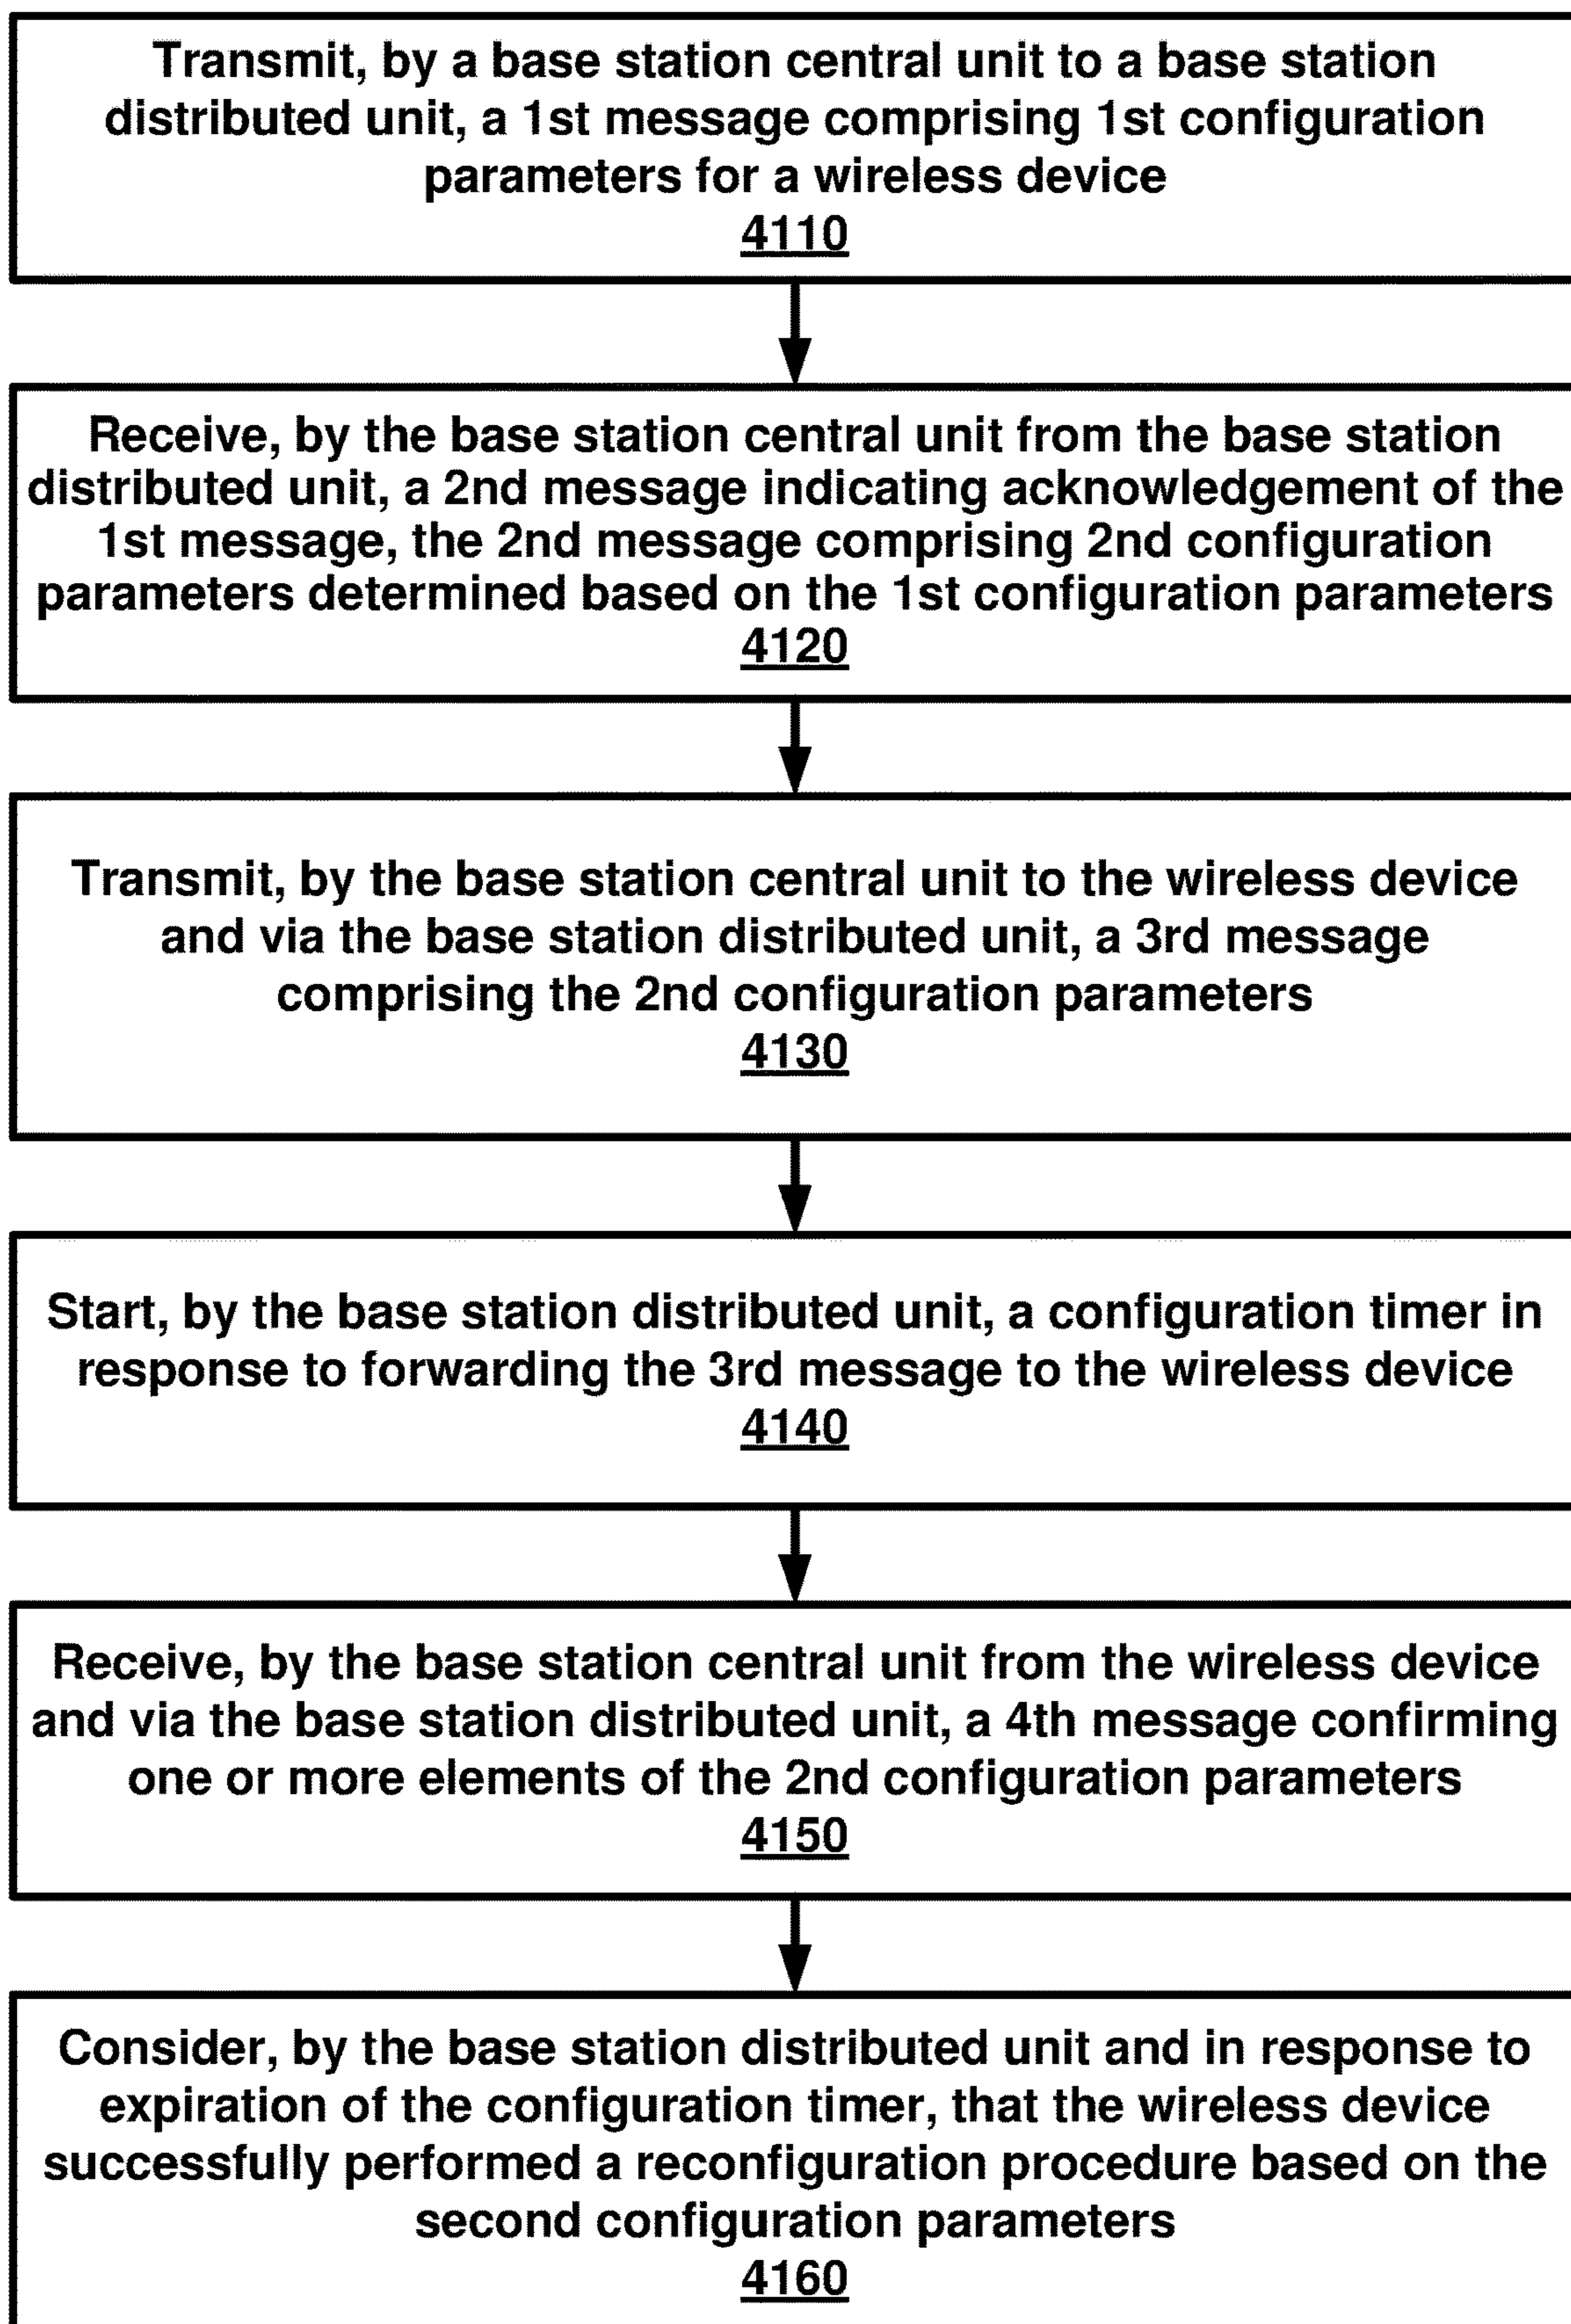 Transmit, by a base station central unit to a base station
distributed unit, a 1st message comprising 1st configuration
parameters for a wireless device
4110
Receive, by the base station central unit from the base station
distributed unit, a 2nd message indicating acknowledgement of the
1st message, the 2nd message comprising 2nd configuration
parameters determined based on the 1st configuration parameters
4120
Transmit, by the base station central unit to the wireless device
and via the base station distributed unit, a 3rd message
comprising the 2nd configuration parameters
4130
Start, by the base station distributed unit, a configuration timer in
response to forwarding the 3rd message to the wireless device
4140
Receive, by the base station central unit from the wireless device
and via the base station distributed unit, a 4th message confirming
one or more elements of the 2nd configuration parameters
4150
Consider, by the base station distributed unit and in response to
expiration of the configuration timer, that the wireless device
successfully performed a reconfiguration procedure based on the
second configuration parameters
4160